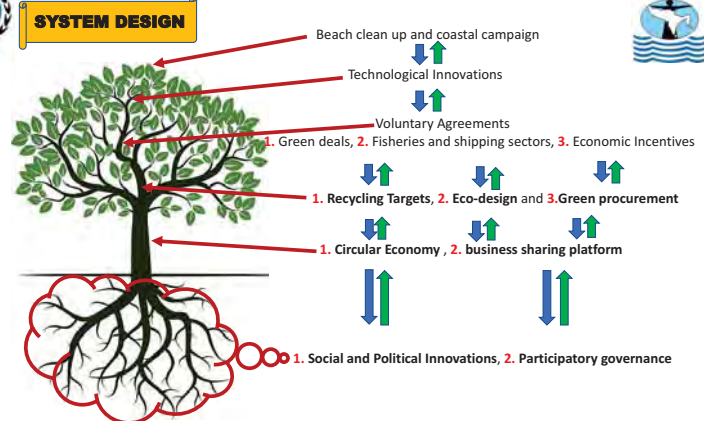 SYSTEM DESIGN
Beach clean up and coastal campaign
Technological Innovations
Voluntary Agreements
1. Green deals, 2. Fisheries and shipping sectors, 3. Economic Incentives
1. Recycling Targets, 2. Eco-design and 3.Green procurement
1. Circular Economy , 2. business sharing platform
1. Social and Political Innovations, 2. Participatory governance